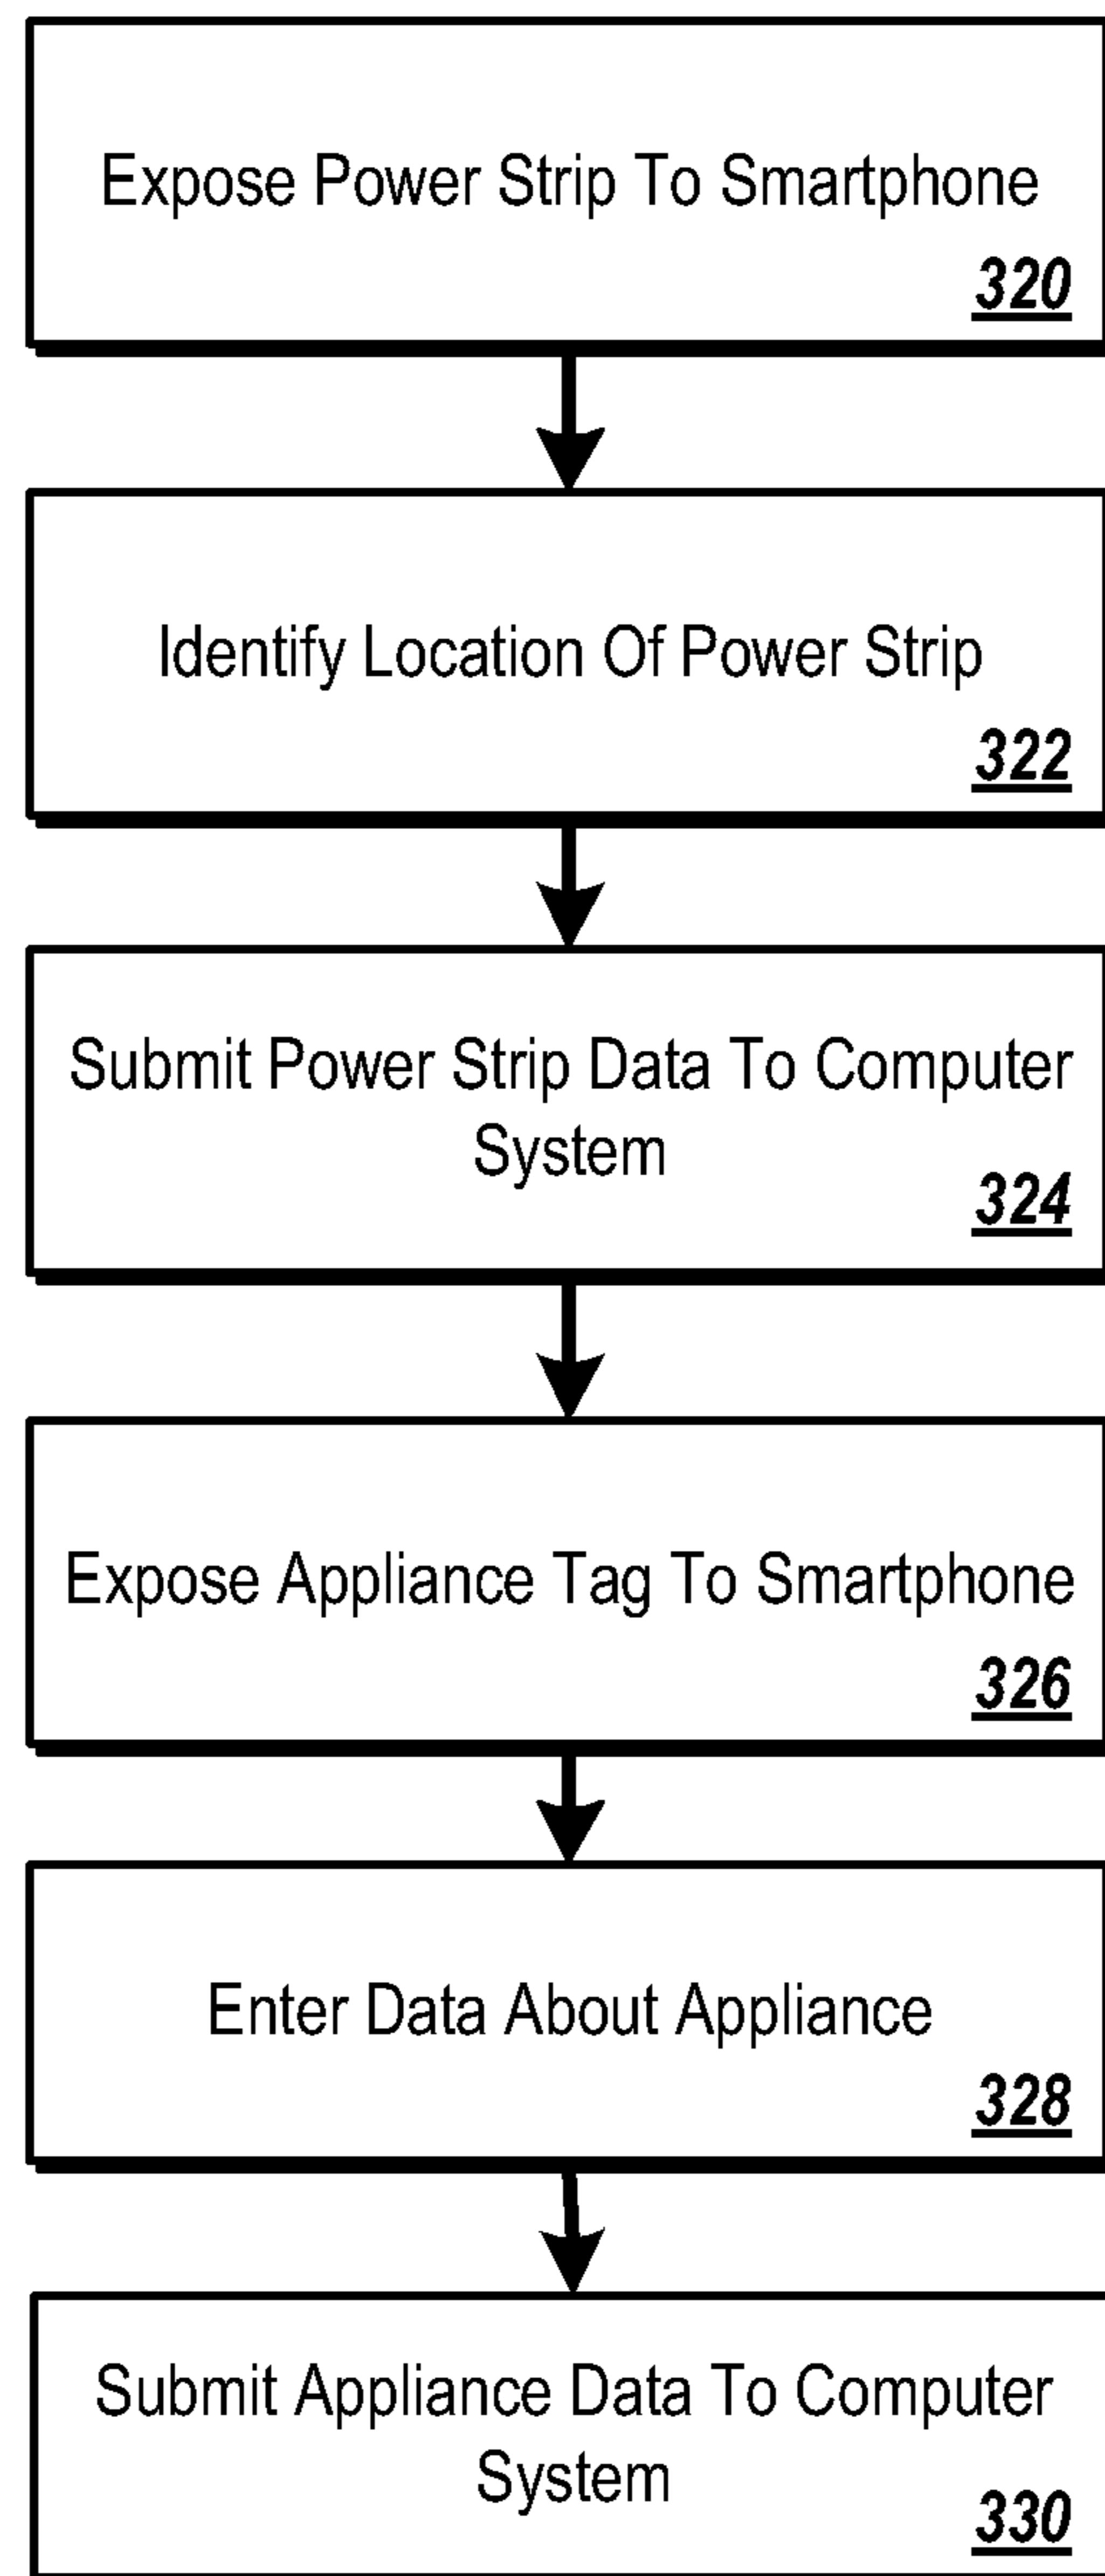 Expose Power Strip To Smartphone
320
Identify Location Of Power Strip
322
Submit Power Strip Data To Computer
System
324
Expose Appliance Tag To Smartphone
326
Enter Data About Appliance
328
Submit Appliance Data To Computer
System
330